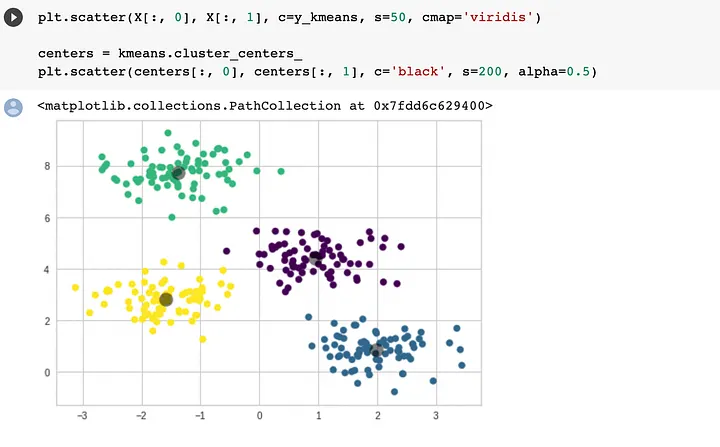 plt.scatter(X[:, 0], X[:, 1], c=y_kmeans, s=50, cmap='viridis')
centers = kmeans.cluster_centers_
plt.scatter(centers[:, 0], centers[:, 1], c='black', s=200, alpha=0.5)
<matplotlib.collections.PathCollection at 0x7fdd6c629400>
8
6
4
2
0
−3 −2 −1 0 1 2 3